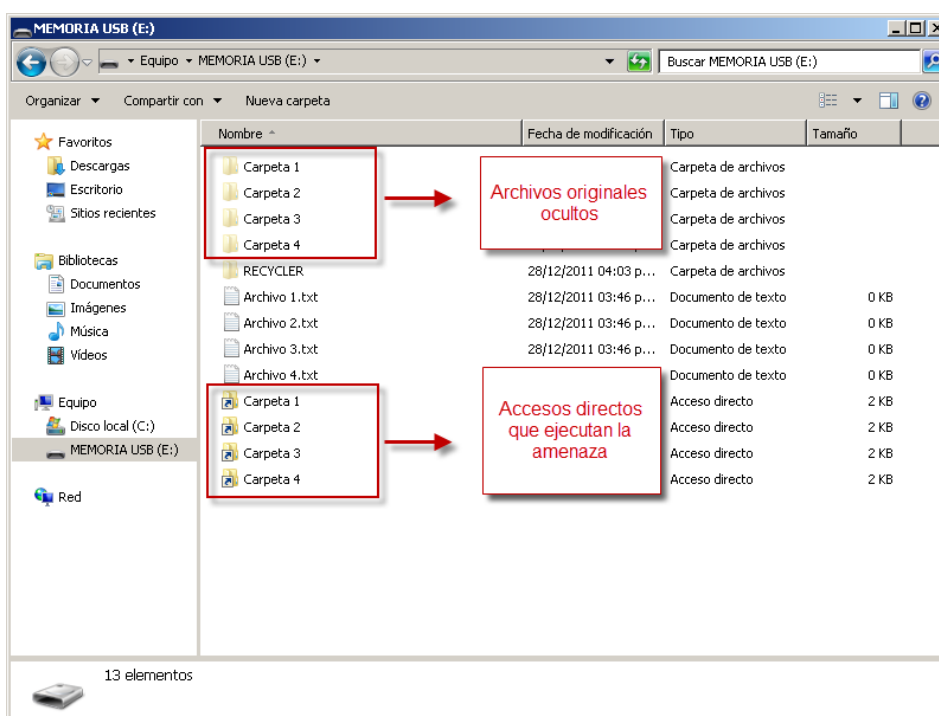 MEMORIA USB (E:)
Equipo MEMORIA USB (E:)
Buscar MEMORIA USB (E:)
Organizar Compartir con Nueva carpeta
Favoritos
Descargas
Escritorio
Sitios recientes
Bibliotecas
Documentos
Imágenes
Música
Vídeos
Equipo
Disco local (C:)
MEMORIA USB (E:)
Red
Nombre Fecha de modificación Tipo Tamaño
Carpeta 1 Carpeta de archivos
Carpeta 2 Carpeta de archivos
Carpeta 3 Carpeta de archivos
Carpeta 4 Carpeta de archivos
Archivos originales
ocultos
RECYCLER 28/12/2011 04:03 p... Carpeta de archivos
Archivo 1.txt 28/12/2011 03:46 p... Documento de texto 0 KB
Archivo 2.txt 28/12/2011 03:46 p... Documento de texto 0 KB
Archivo 3.txt 28/12/2011 03:46 p... Documento de texto 0 KB
Archivo 4.txt Documento de texto 0 KB
Carpeta 1 Acceso directo 2 KB
Carpeta 2 Acceso directo 2 KB
Carpeta 3 Acceso directo 2 KB
Carpeta 4 Acceso directo 2 KB
Accesos directos
que ejecutan la
amenaza
13 elementos